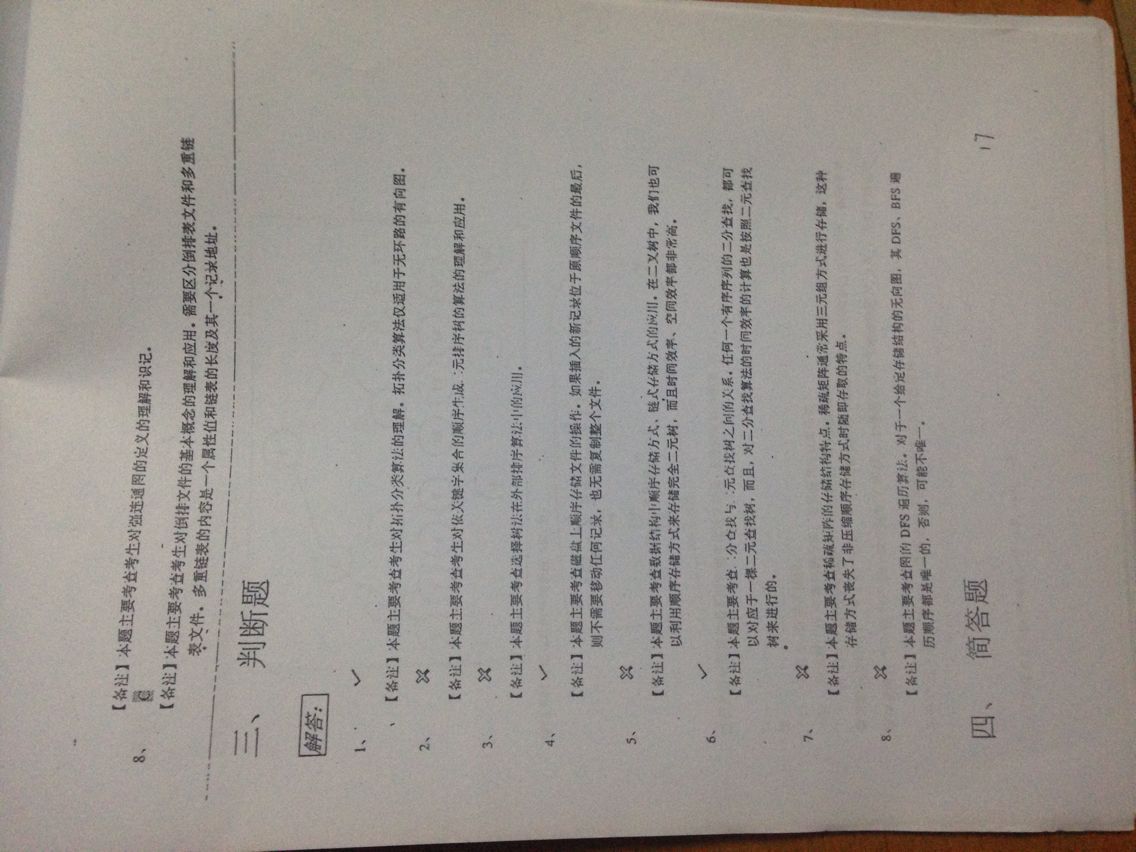 【备注】本题主要考查考生对强连通图的定义的理解和识记。
8、
【备注】本题主要考查考生对倒排文件的基本概念的理解和应用。需要区分倒排表文件和多重链
表文件。多重链表的内容是一个属性值和链表的长度及其一个记录地址。
三、 判断题
解答:
1、 ✓
【备注】本题主要考查考生对拓扑分类算法的理解。拓扑分类算法仅适用于无环路的有向图。
2、 ×
【备注】本题主要考查考生对依关键字集合的顺序生成二元排序树的算法的理解和应用。
3、 ×
【备注】本题主要考查选择树法在外部排序算法中的应用。
4、 ✓
【备注】本题主要考查磁盘上顺序存储文件的操作。如果插入的新记录位于原顺序文件的最后,
则不需要移动任何记录,也无需复制整个文件。
5、 ×
【备注】本题主要考查数据结构中顺序存储方式、链式存储方式的应用。在二叉树中,我们也可
以利用顺序存储方式来存储完全二元树,而且时间效率、空间效率都非常高。
6、 ✓
【备注】本题主要考查二分查找与二元查找树之间的关系。任何一个有序序列的二分查找,都可
以对应于一棵二元查找树,而且,对二分查找算法的时间效率的计算也是按照二元查找
树来进行的。
7、 ×
【备注】本题主要考查稀疏矩阵的存储结构特点。稀疏矩阵通常采用三元组方式进行存储,这种
存储方式丧失了非压缩顺序存储方式时随即存取的特点。
8、 ×
【备注】本题主要考查图的 DFS 遍历算法。对于一个给定存储结构的无向图,其 DFS、BFS 遍
历顺序都是唯一的,否则,可能不唯一。
四、 简答题
17